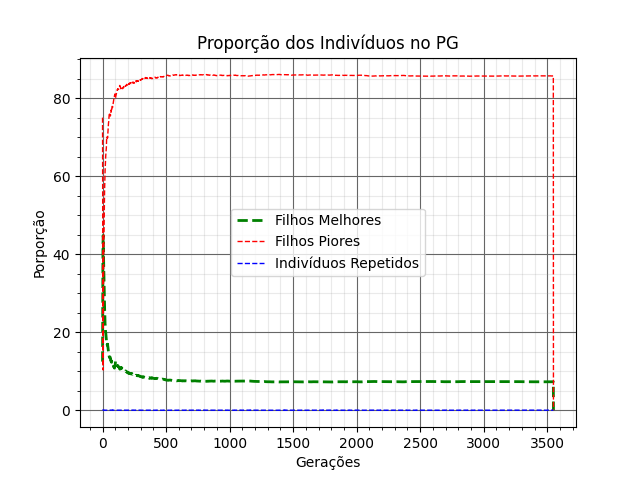 Proporção dos Indivíduos no PG
Porporção
80
60
40
20
0
Filhos Melhores
Filhos Piores
Indivíduos Repetidos
0 500 1000 1500 2000 2500 3000 3500
Gerações